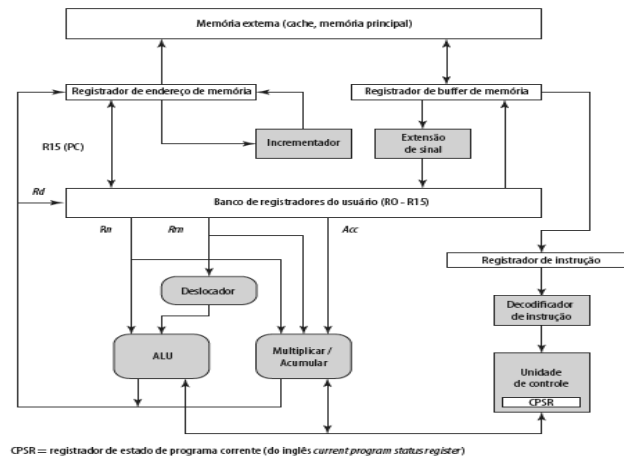 Memória externa (cache, memória principal)
Registrador de endereço de memória
Registrador de buffer de memória
R15 (PC)
Incrementador
Extensão
de sinal
Rd
Banco de registradores do usuário (RO - R15)
Rn
Rm
Acc
Registrador de instrução
Deslocador
Decodificador
de instrução
ALU
Multiplicar /
Acumular
Unidade
de controle
CPSR
CPSR = registrador de estado de programa corrente (do inglês current program status register)